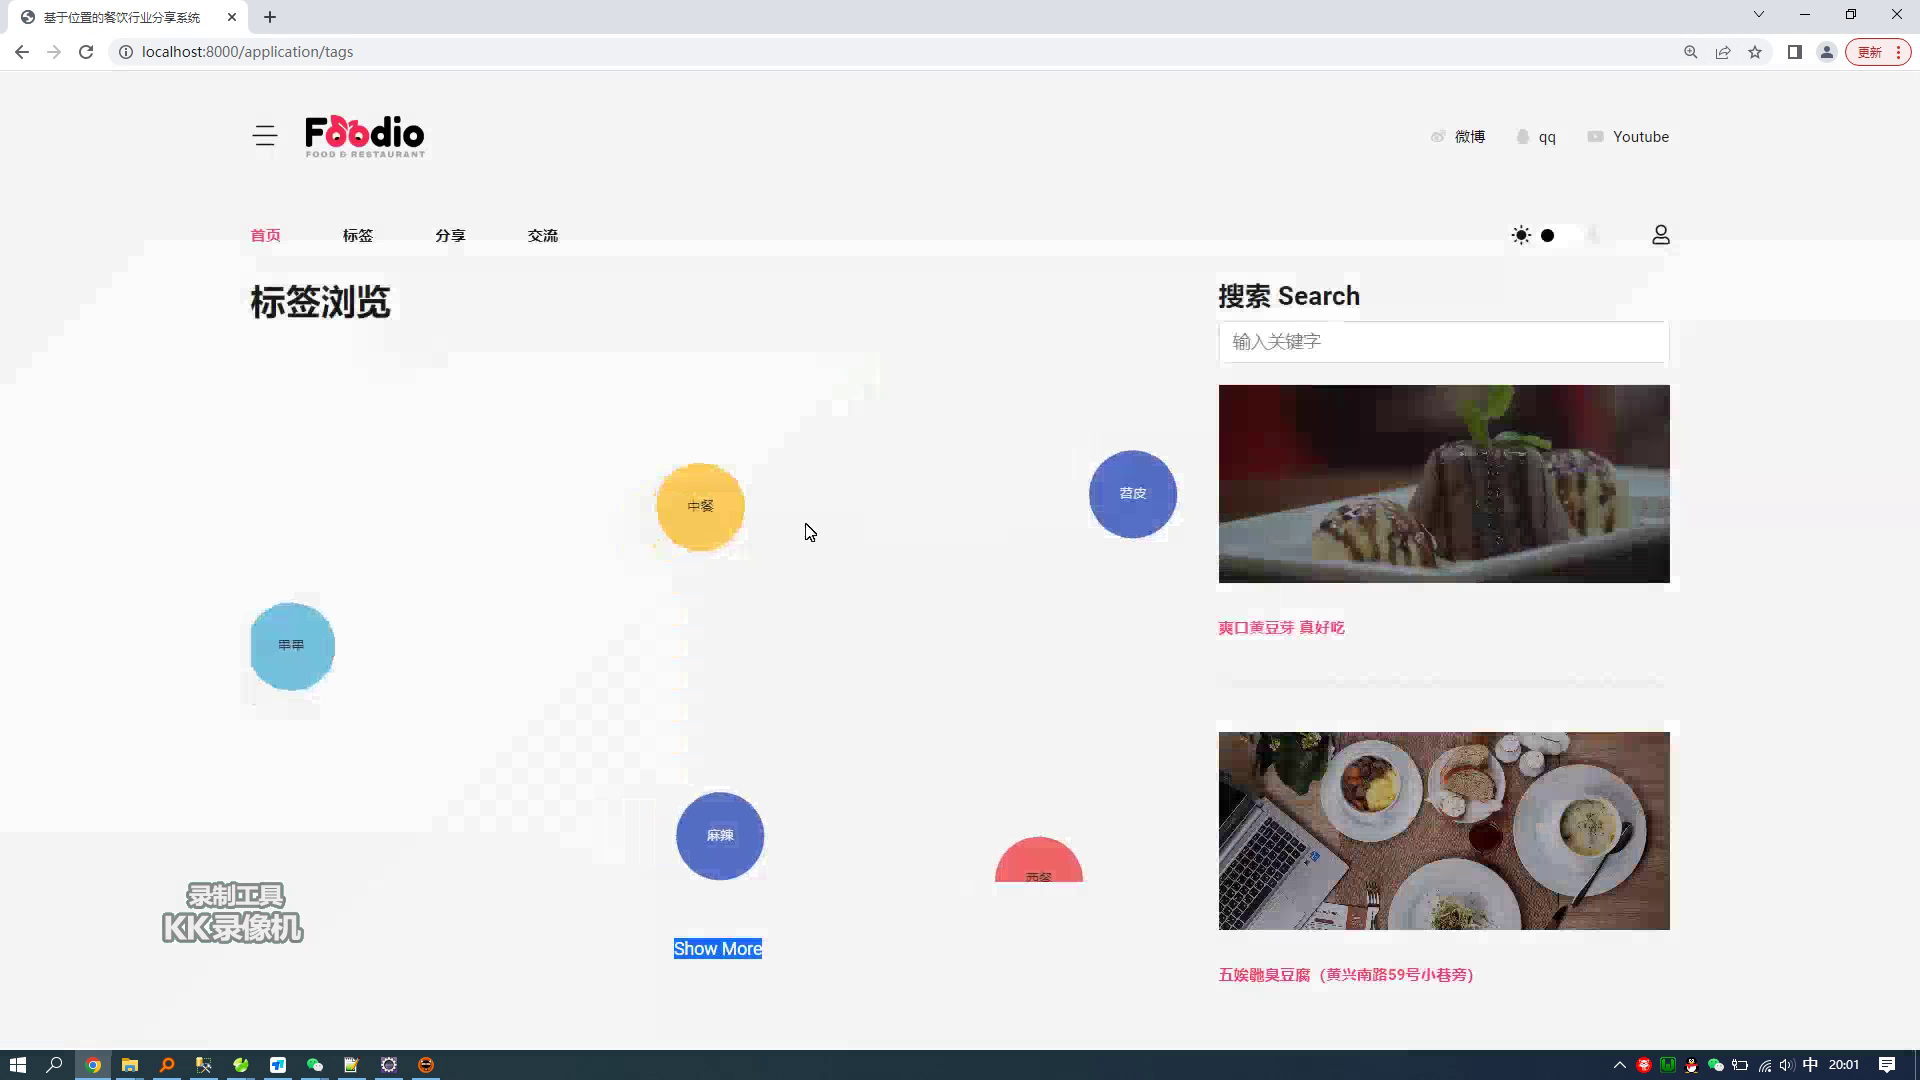 基于位置的餐饮行业分享系统
localhost:8000/application/tags
更新
Foodio
FOOD & RESTAURANT
微博
qq
Youtube
首页
标签
分享
交流
标签浏览
搜索 Search
输入关键字
中餐
苕皮
串串
爽口黄豆芽 真好吃
麻辣
西餐
录制工具
KK录像机
Show More
五娭毑臭豆腐（黄兴南路59号小巷旁）
中
20:01